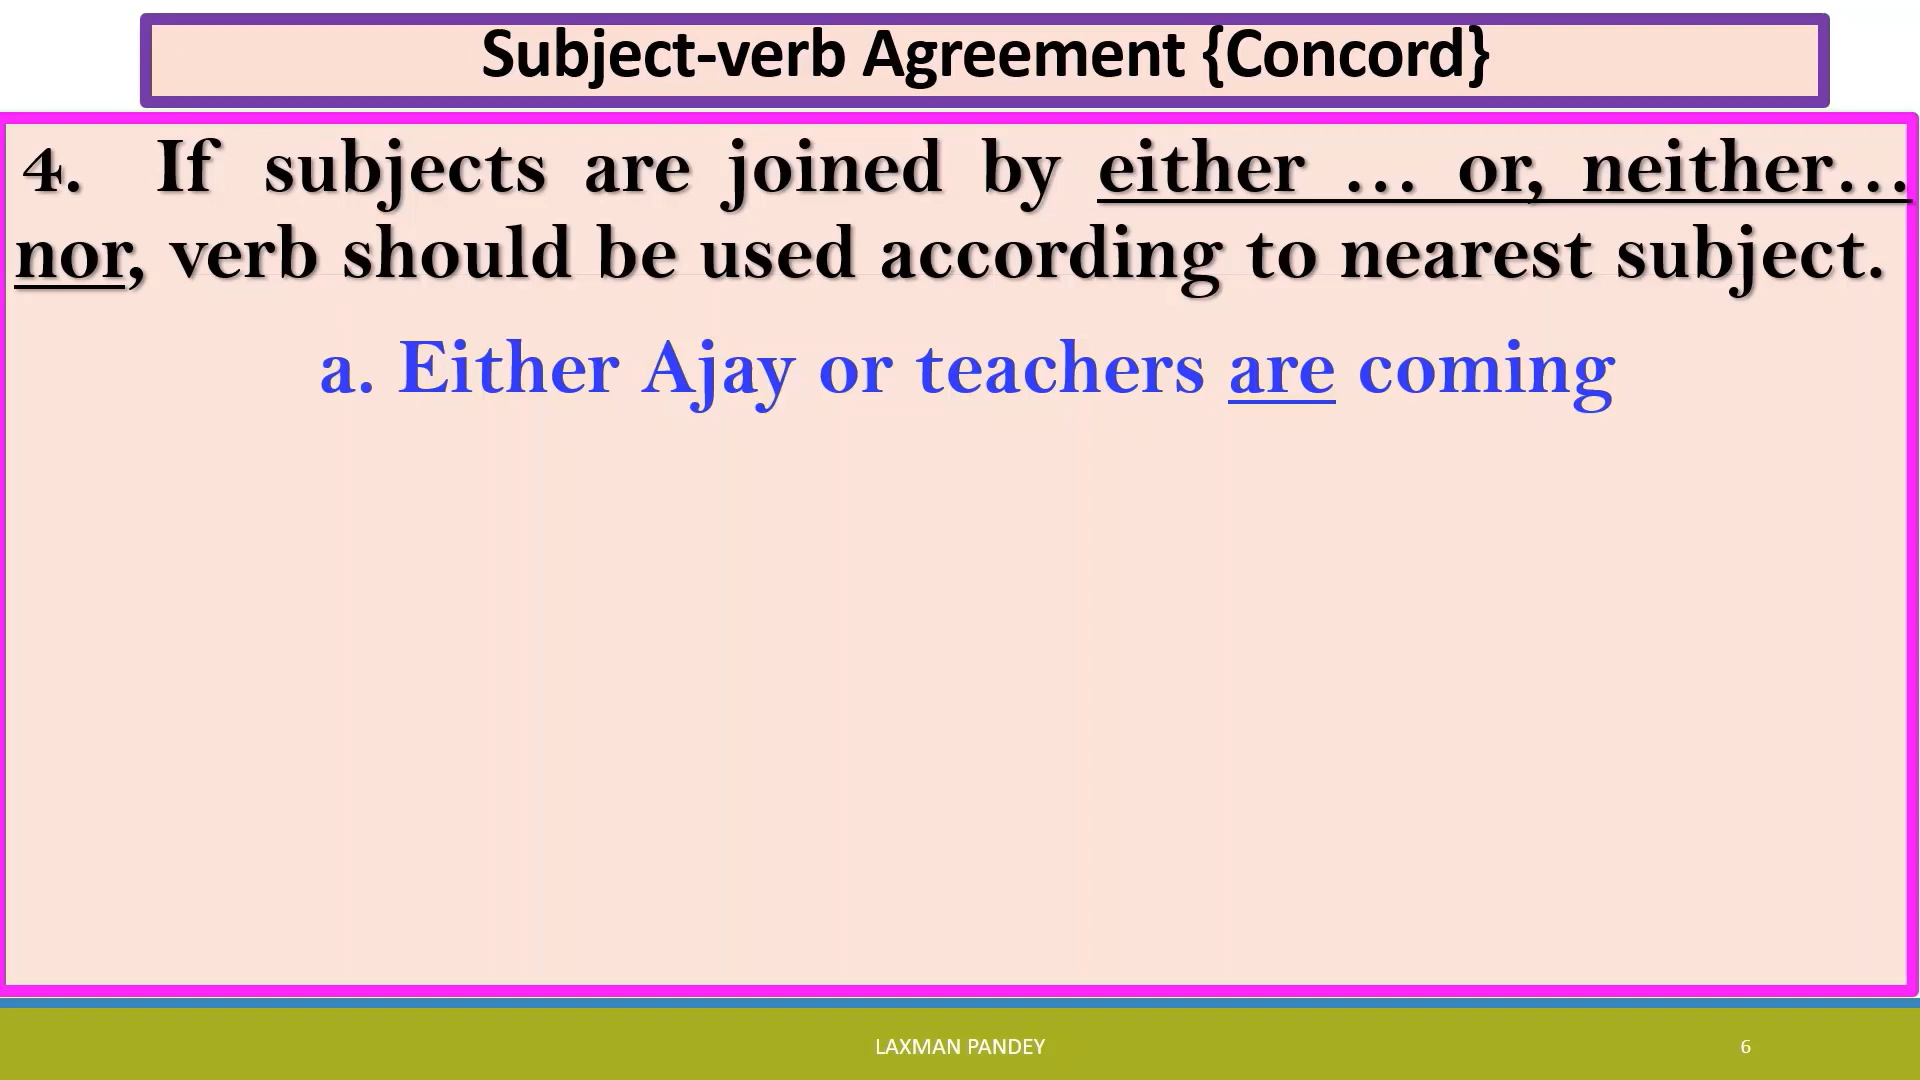 Subject-verb Agreement {Concord}
4. If subjects are joined by either … or, neither…
nor, verb should be used according to nearest subject.
a. Either Ajay or teachers are coming
LAXMAN PANDEY
6